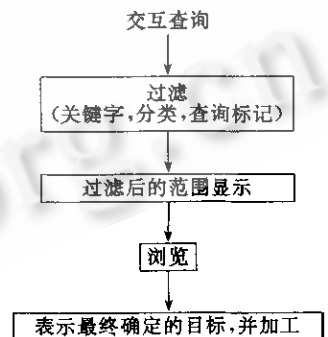 交互查询
过滤
(关键字,分类,查询标记)
过滤后的范围显示
浏览
表示最终确定的目标,并加工